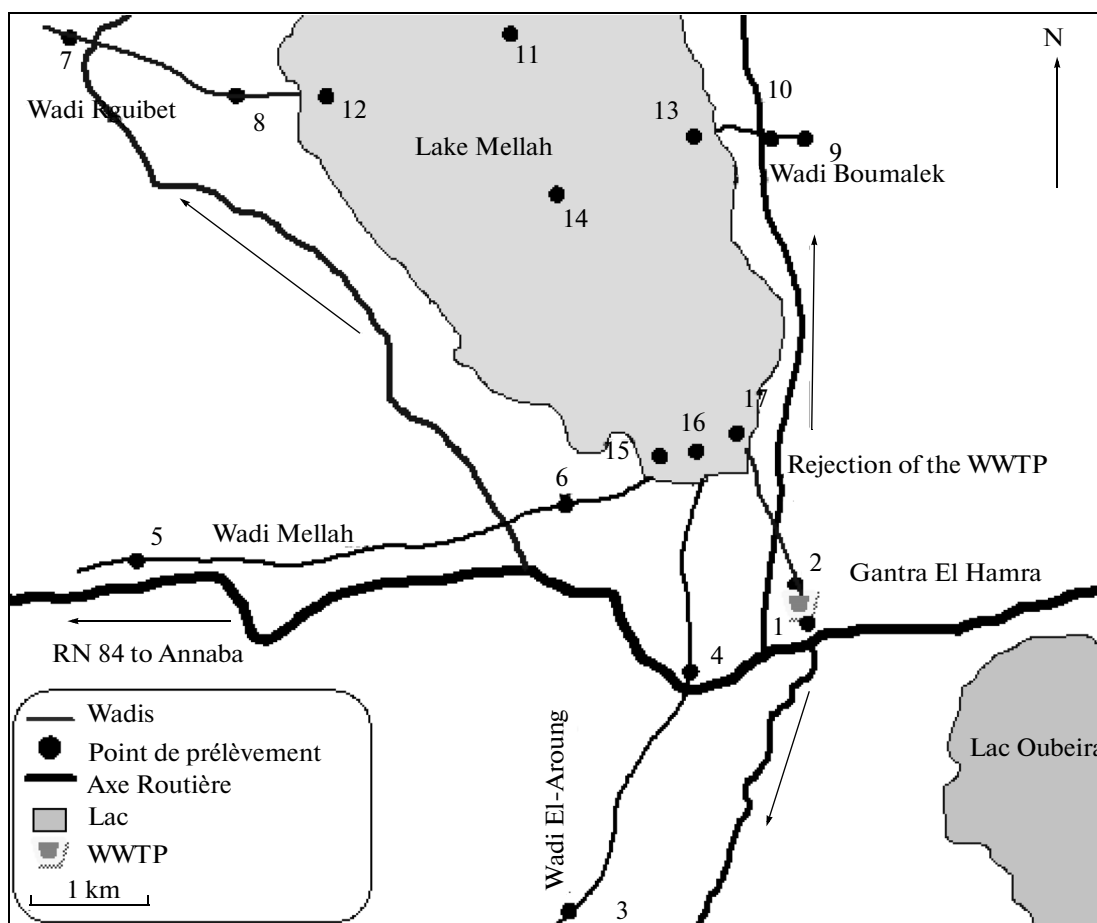 N
11
7
10
Wadi Rguibet
12
13
8
Lake Mellah
9
Wadi Boumalek
14
17
16
15
Rejection of the WWTP
6
5
Wadi Mellah
2
Gantra El Hamra
1
RN 84 to Annaba
4
Wadis
Point de prélèvement
Axe Routière
Lac
WWTP
1 km
Wadi El-Aroung
Lac Oubeira
3